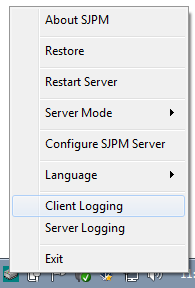 About SJPM
Restore
Restart Server
Server Mode
Configure SJPM Server
Language
Client Logging
Server Logging
Exit